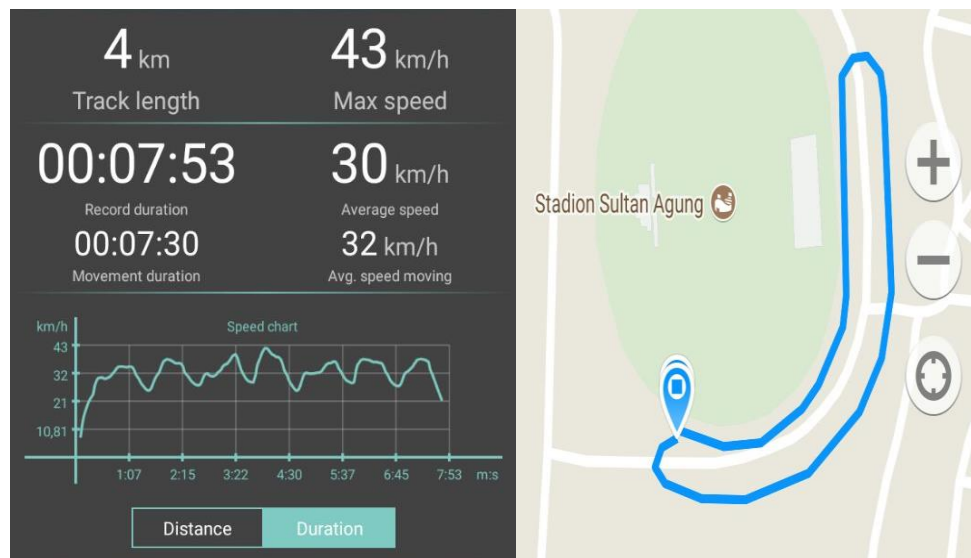 4 km
Track length
43 km/h
Max speed
00:07:53
Record duration
30 km/h
Average speed
00:07:30
Movement duration
32 km/h
Avg. speed moving
km/h
Speed chart
43
32
21
10,81
1:07 2:15 3:22 4:30 5:37 6:45 7:53 m:s
Distance
Duration
Stadion Sultan Agung